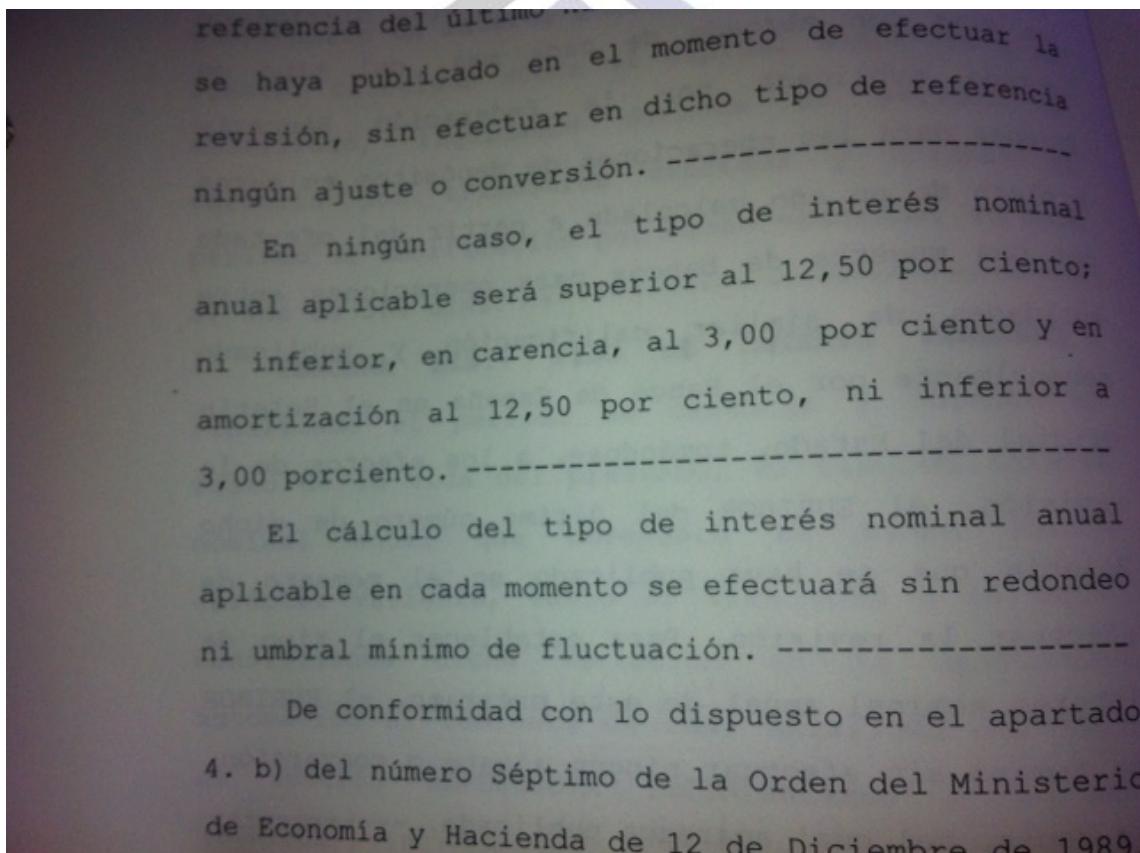 referencia del último
se haya publicado en el momento de efectuar la
revisión, sin efectuar en dicho tipo de referencia
ningún ajuste o conversión. ------------------------
En ningún caso, el tipo de interés nominal
anual aplicable será superior al 12,50 por ciento;
ni inferior, en carencia, al 3,00 por ciento y en
amortización al 12,50 por ciento, ni inferior a
3,00 porciento. --------------------------------------
El cálculo del tipo de interés nominal anual
aplicable en cada momento se efectuará sin redondeo
ni umbral mínimo de fluctuación. -------------------
De conformidad con lo dispuesto en el apartado
4. b) del número Séptimo de la Orden del Ministerio
de Economía y Hacienda de 12 de Diciembre de 1989,